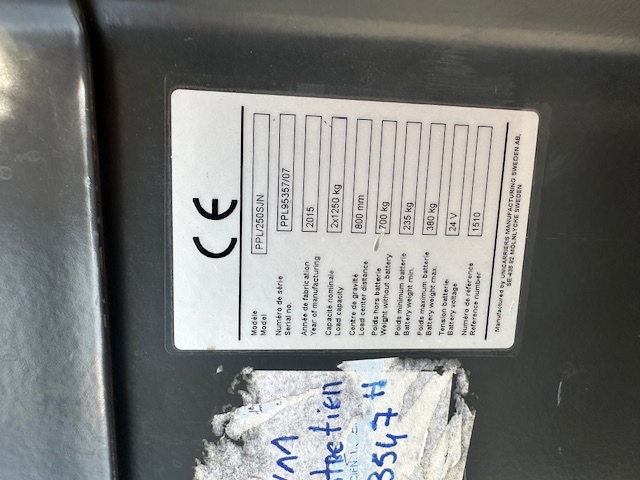 CE
Modèle
Model
PPL/250SJN
Numéro de série
Serial no.
PPL95357/07
Année de fabrication
Year of manufacturing
2015
Capacité nominale
Load capacity
2x1250 kg
Centre de gravité
Load center distance
800 mm
Poids hors batterie
Weight without battery
700 kg
Poids minimum batterie
Battery weight min.
235 kg
Poids maximum batterie
Battery weight max.
380 kg
Tension batterie
Battery voltage
24 V
Numéro de référence
Reference number
1510
Manufactured by UNICARRIERS MANUFACTURING SWEDEN AB,
SE-435 82 MÖLNLYCKE SWEDEN
3547 H